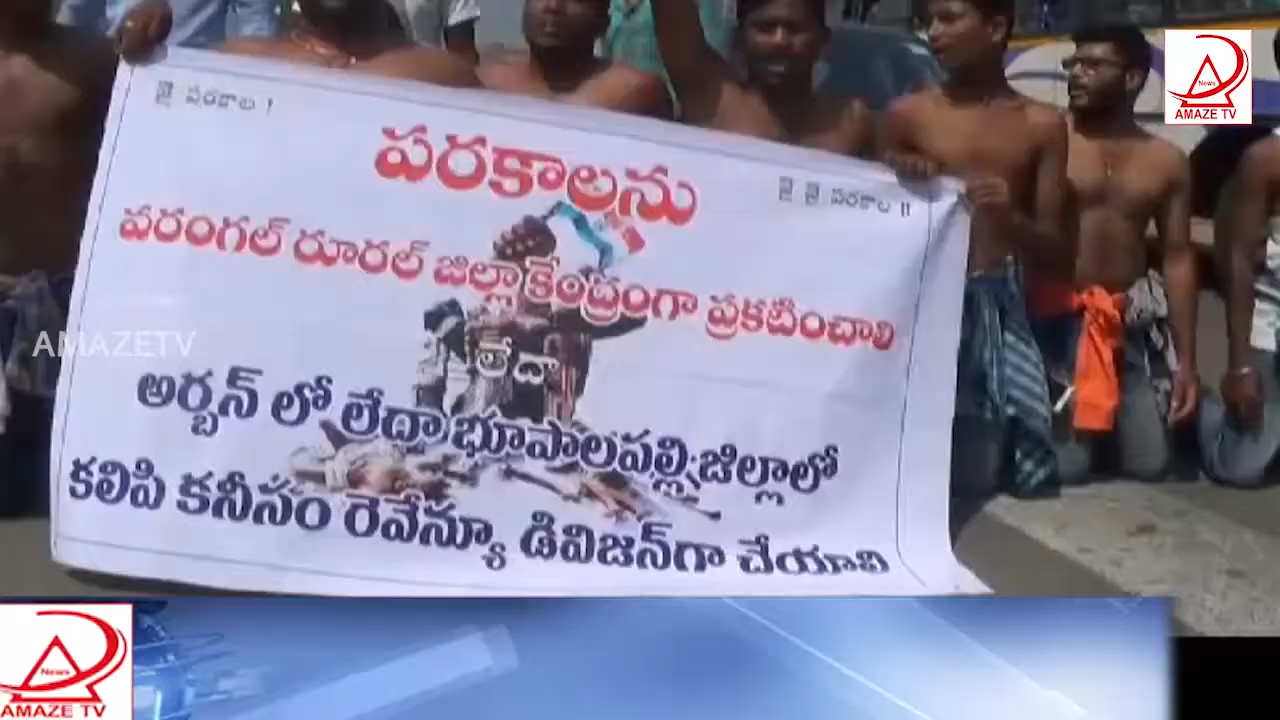 జై పరకాల !
పరకాలను
జై జై పరకాల !!
వరంగల్ రూరల్ జిల్లా కేంద్రంగా ప్రకటించాలి
లేదా
అర్బన్ లో లేదా భూపాలపల్లి జిల్లాలో
కలిపి కనీసం రెవేన్యూ డివిజన్‌గా చేయాలి
AMAZETV
News
AMAZE TV
News
AMAZE TV